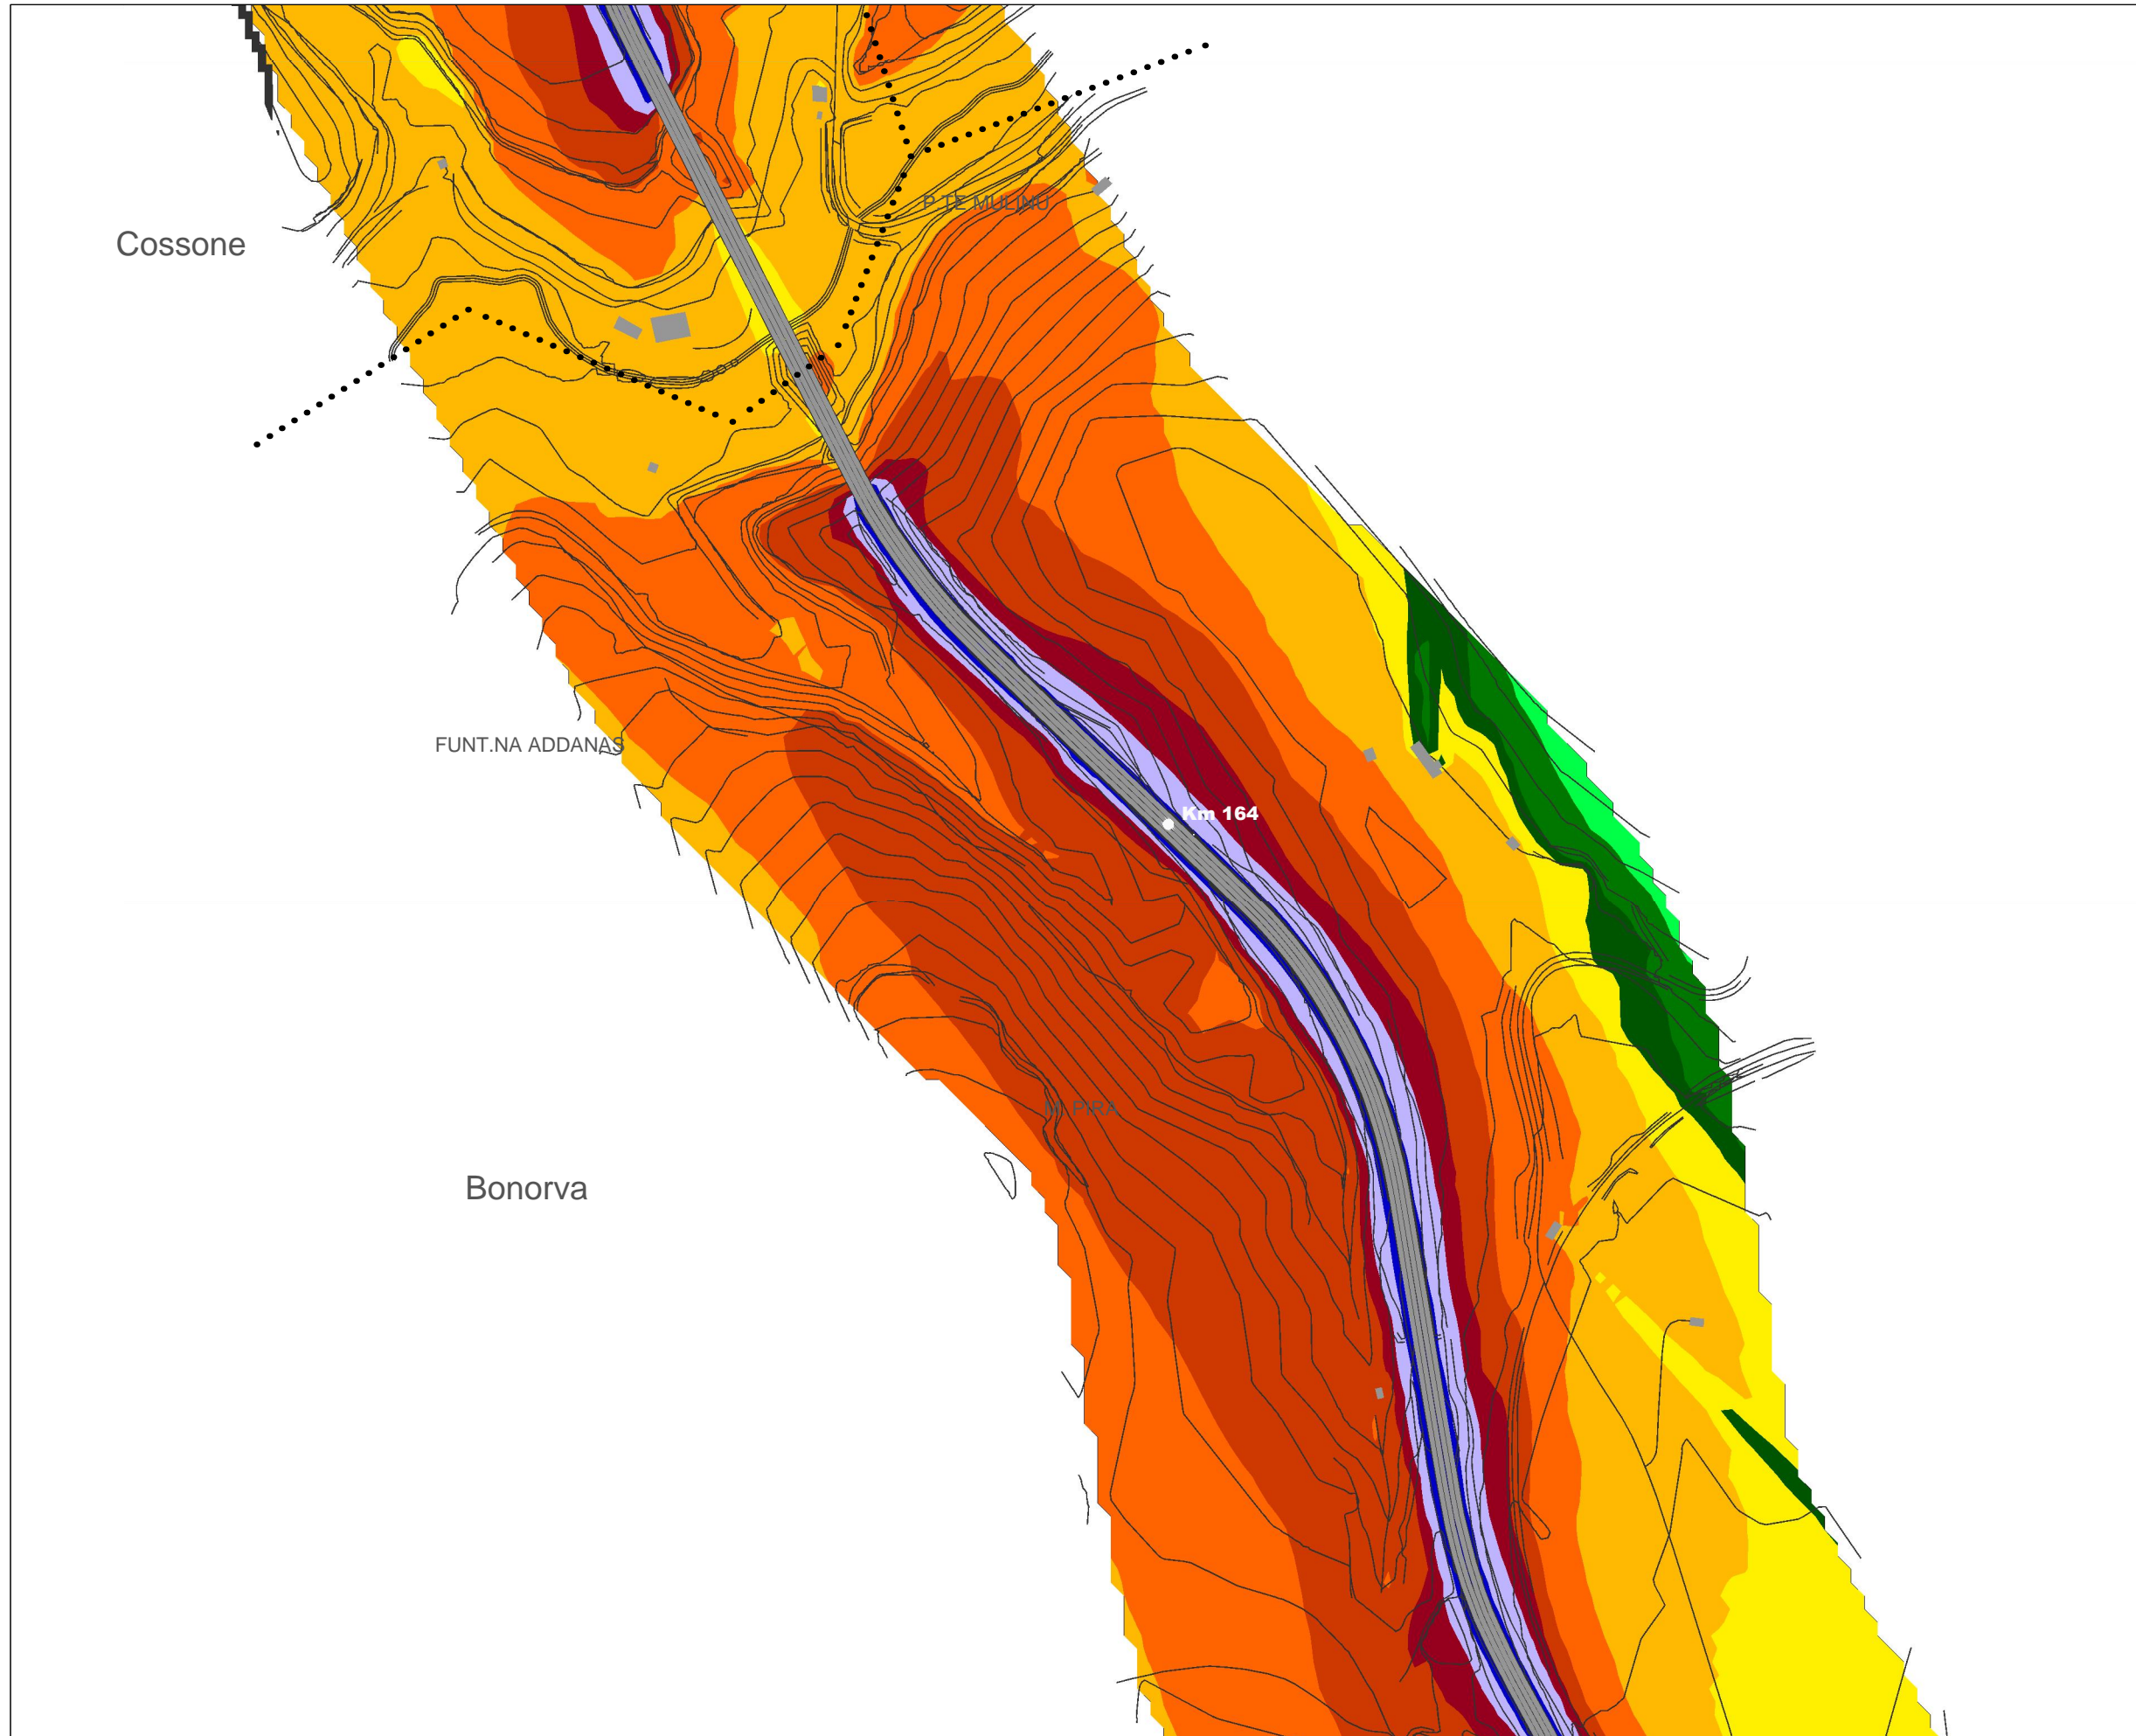 P.TE MULINU
Cossone
FUNT.NA ADDANAS
Km 164
M. PIRA
Bonorva